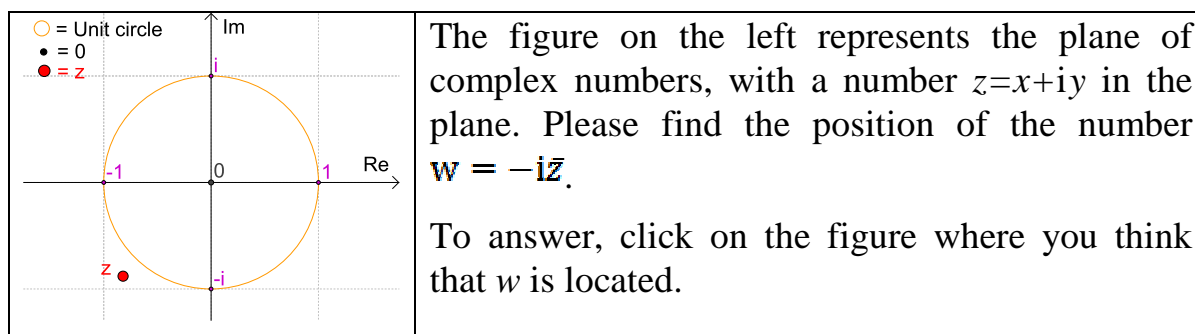 = Unit circle
= 0
= z
Im
i
-1
0
1
Re
z
-i
The figure on the left represents the plane of
complex numbers, with a number z=x+iy in the
plane. Please find the position of the number
w = −iz̄.
To answer, click on the figure where you think
that w is located.